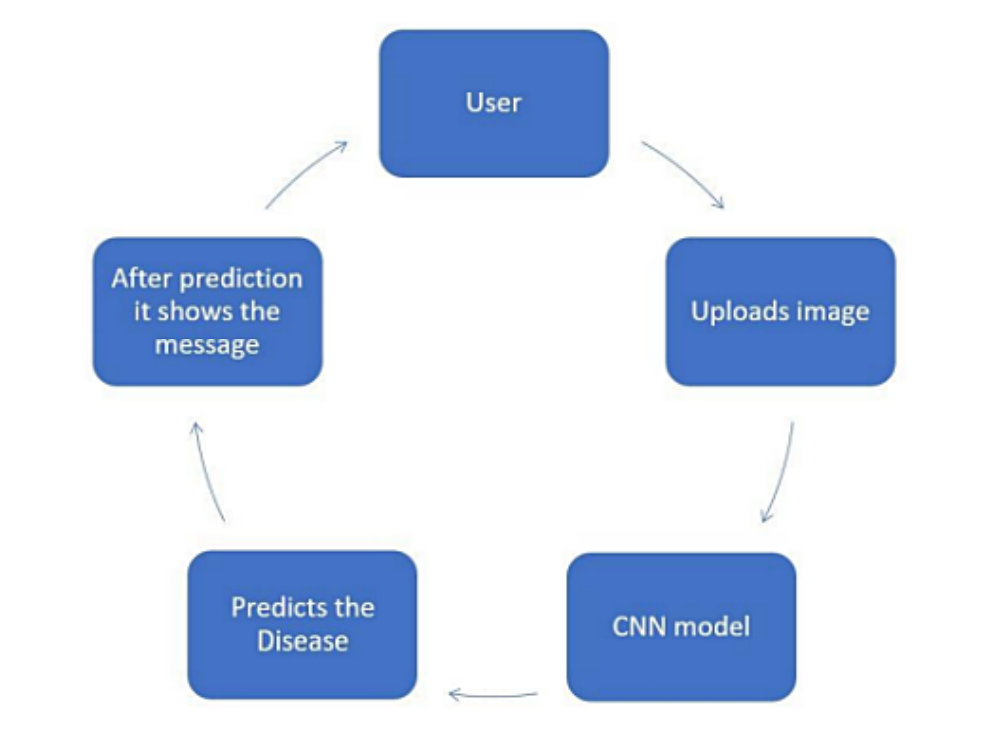 User
Uploads image
CNN model
Predicts the
Disease
After prediction
it shows the
message